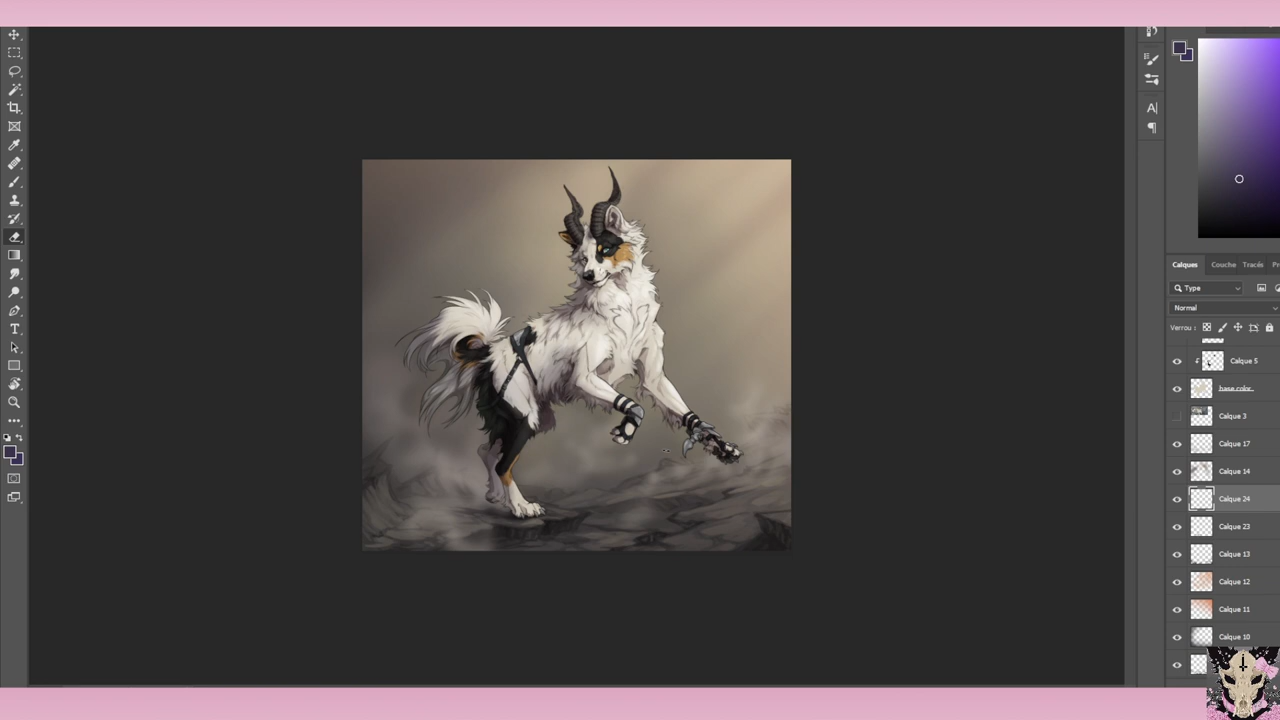 Calques
Couche
Tracés
Type
Normal
Verrou :
Calque 5
base color
Calque 3
Calque 17
Calque 14
Calque 24
Calque 23
Calque 13
Calque 12
Calque 11
Calque 10